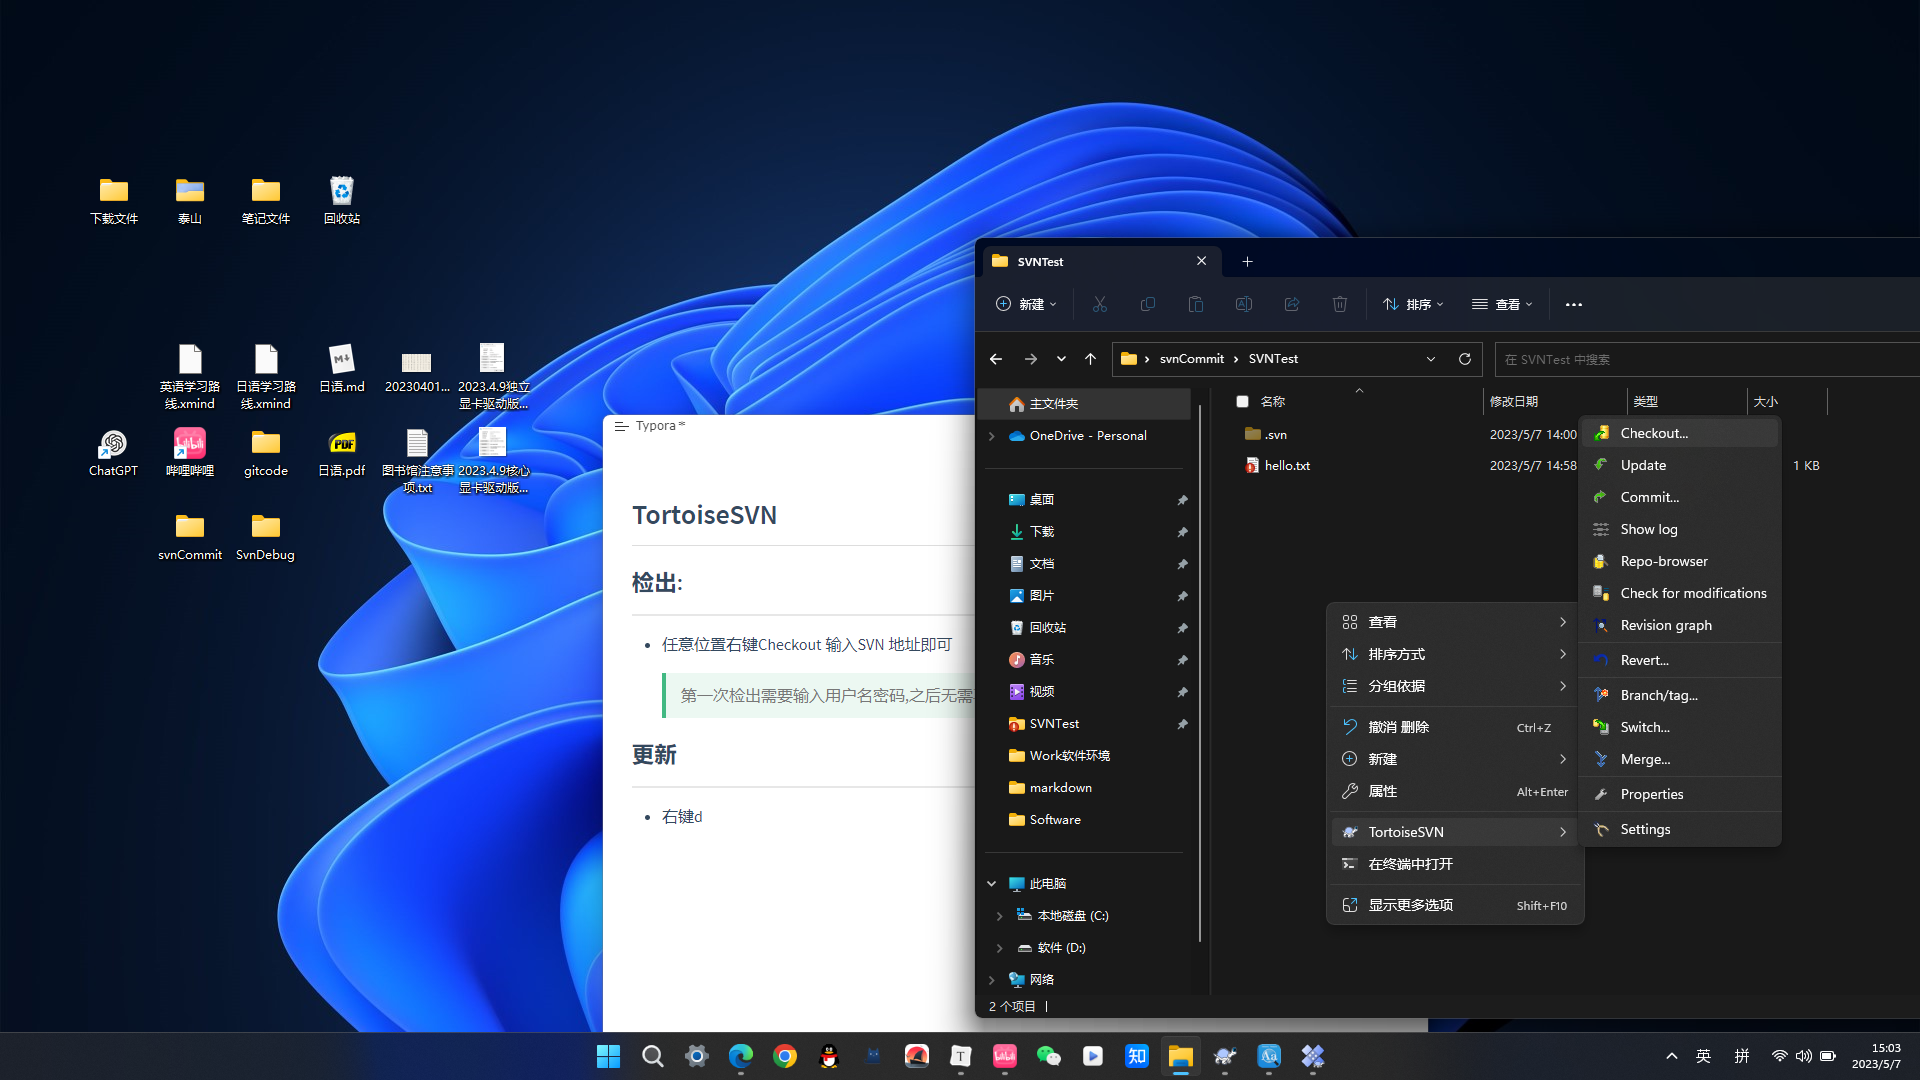 下载文件
泰山
笔记文件
回收站
英语学习路
线.xmind
日语学习路
线.xmind
日语.md
20230401...
2023.4.9独立
显卡驱动版...
ChatGPT
哔哩哔哩
gitcode
日语.pdf
图书馆注意事
项.txt
2023.4.9核心
显卡驱动版...
svnCommit
SvnDebug
Typora*
TortoiseSVN
检出:
任意位置右键Checkout 输入SVN 地址即可
第一次检出需要输入用户名密码,之后无需
更新
右键d
SVNTest
新建
排序
查看
svnCommit
SVNTest
在 SVNTest 中搜索
主文件夹
OneDrive - Personal
桌面
下载
文档
图片
回收站
音乐
视频
SVNTest
Work软件环境
markdown
Software
此电脑
本地磁盘 (C:)
软件 (D:)
网络
2 个项目
名称
修改日期
类型
大小
.svn
2023/5/7 14:00
hello.txt
2023/5/7 14:58
1 KB
查看
排序方式
分组依据
撤消 删除
Ctrl+Z
新建
属性
Alt+Enter
TortoiseSVN
在终端中打开
显示更多选项
Shift+F10
Checkout...
Update
Commit...
Show log
Repo-browser
Check for modifications
Revision graph
Revert...
Branch/tag...
Switch...
Merge...
Properties
Settings
英
拼
15:03
2023/5/7